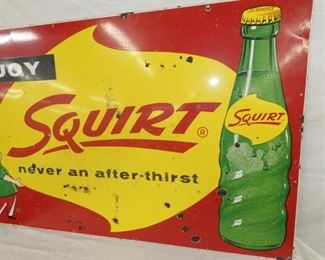 JOY
SQUIRT
®
never an after-thirst
SQUIRT